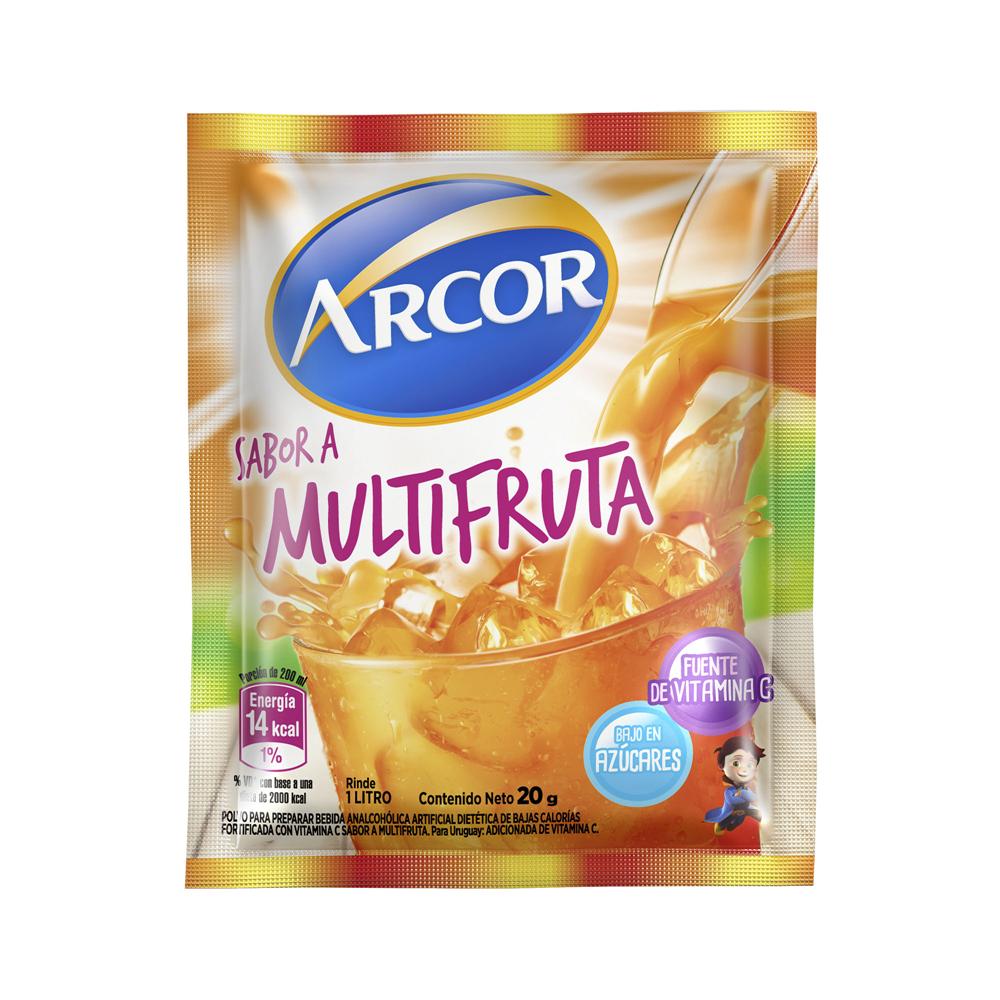 ARCOR
SABOR A
MULTIFRUTA
Porción de 200 ml
Energía
14 kcal
1%
con base a una
de 2000 kcal
Rinde
1 LITRO
Contenido Neto 20 g
FUENTE
DE VITAMINA C
BAJO EN
AZÚCARES
POLVO PARA PREPARAR BEBIDA ANALCOHÓLICA ARTIFICIAL DIETÉTICA DE BAJAS CALORÍAS
FORTIFICADA CON VITAMINA C SABOR A MULTIFRUTA. Para Uruguay: ADICIONADA DE VITAMINA C.